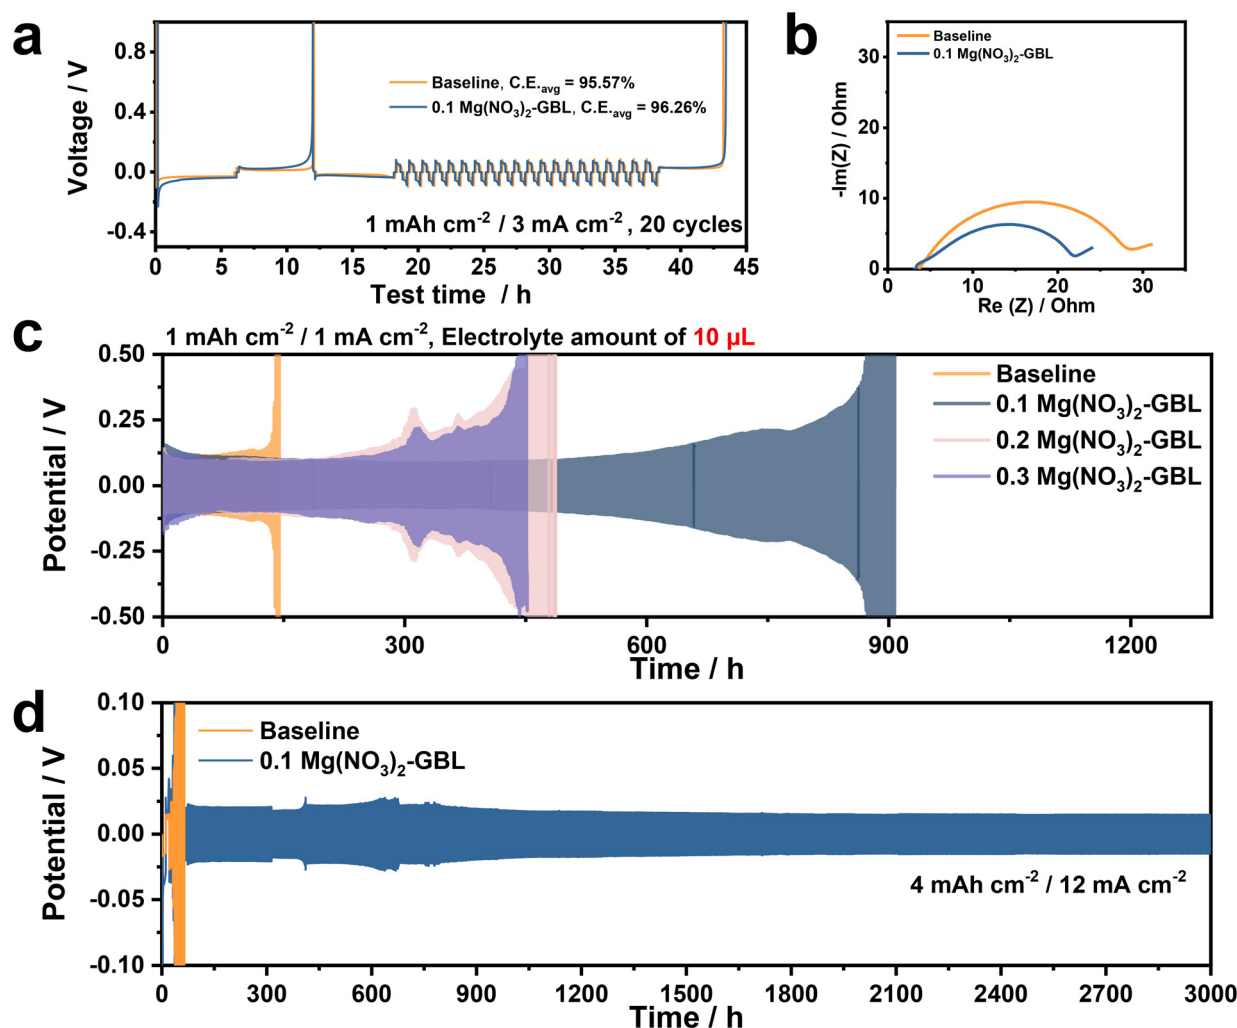 a
Voltage / V
0.8
0.4
0.0
-0.4
Baseline, C.E.avg = 95.57%
0.1 Mg(NO3)2-GBL, C.E.avg = 96.26%
1 mAh cm-2 / 3 mA cm-2, 20 cycles
0 5 10 15 20 25 30 35 40 45
Test time / h
b
-Im(Z) / Ohm
30
20
10
0
Baseline
0.1 Mg(NO3)2-GBL
0 10 20 30
Re (Z) / Ohm
c
1 mAh cm-2 / 1 mA cm-2, Electrolyte amount of 10 μL
Potential / V
0.50
0.25
0.00
-0.25
-0.50
Baseline
0.1 Mg(NO3)2-GBL
0.2 Mg(NO3)2-GBL
0.3 Mg(NO3)2-GBL
0 300 600 900 1200
Time / h
d
Potential / V
0.10
0.05
0.00
-0.05
-0.10
Baseline
0.1 Mg(NO3)2-GBL
4 mAh cm-2 / 12 mA cm-2
0 300 600 900 1200 1500 1800 2100 2400 2700 3000
Time / h